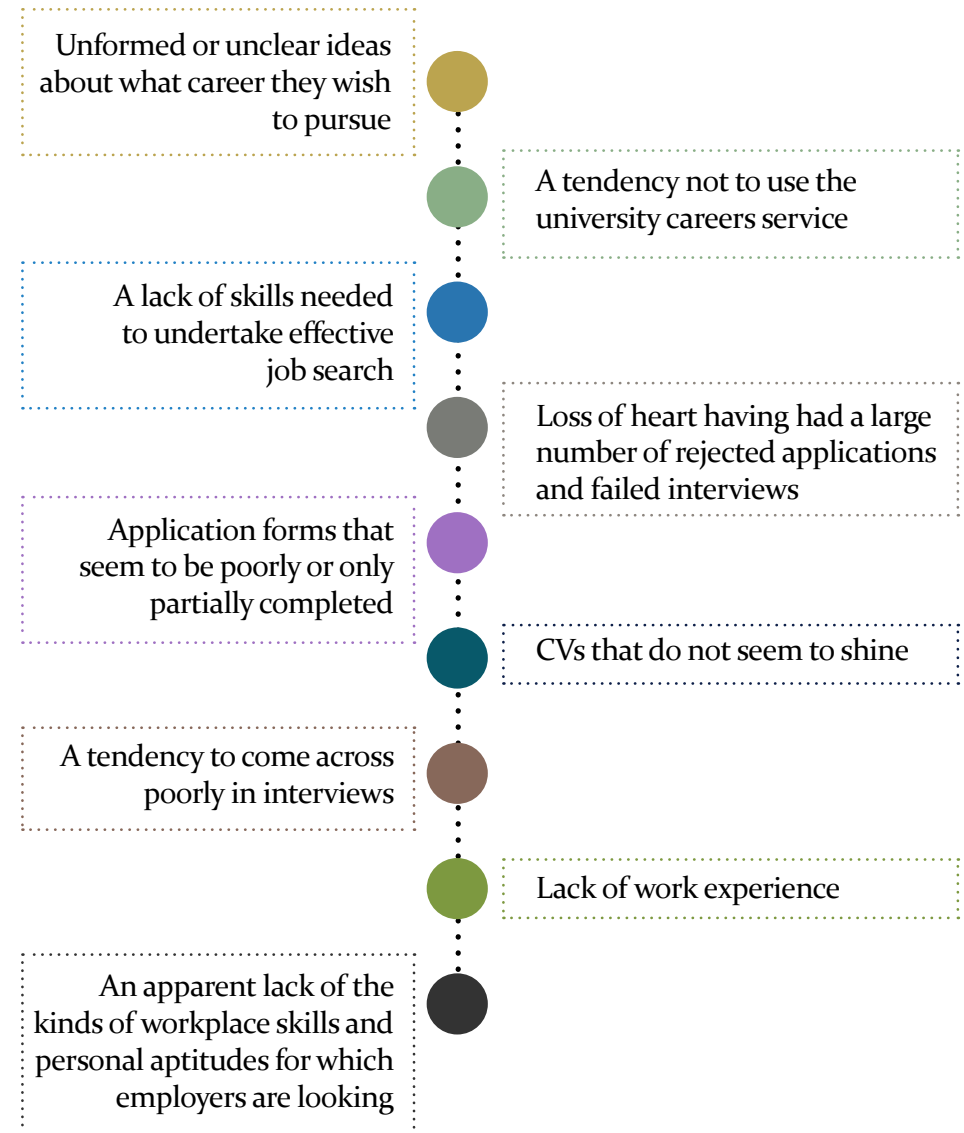 Unformed or unclear ideas
about what career they wish
to pursue
A tendency not to use the
university careers service
A lack of skills needed
to undertake effective
job search
Loss of heart having had a large
number of rejected applications
and failed interviews
Application forms that
seem to be poorly or only
partially completed
CVs that do not seem to shine
A tendency to come across
poorly in interviews
Lack of work experience
An apparent lack of the
kinds of workplace skills and
personal aptitudes for which
employers are looking